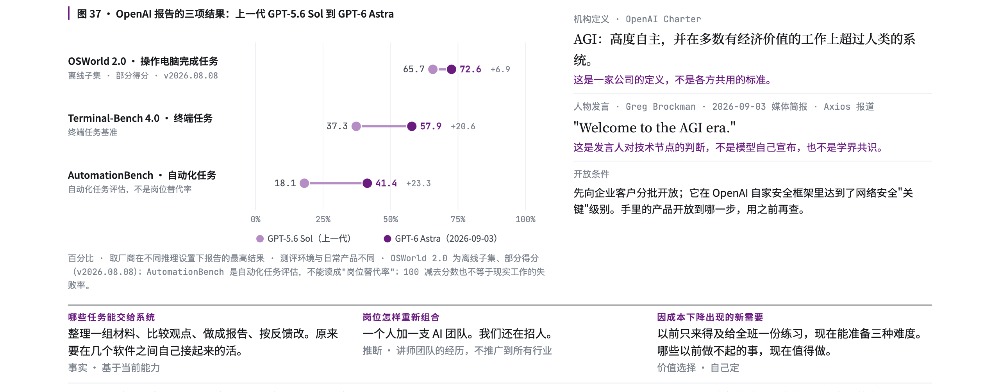 图 37 · OpenAI 报告的三项结果：上一代 GPT-5.6 Sol 到 GPT-6 Astra
OSWorld 2.0 · 操作电脑完成任务
离线子集 · 部分得分 · v2026.08.08
65.7 72.6 +6.9
Terminal-Bench 4.0 · 终端任务
终端任务基准
37.3 57.9 +20.6
AutomationBench · 自动化任务
自动化任务评估，不是岗位替代率
18.1 41.4 +23.3
0% 25% 50% 75% 100%
GPT-5.6 Sol（上一代） GPT-6 Astra（2026-09-03）
百分比 · 取厂商在不同推理设置下报告的最高结果 · 测评环境与日常产品不同 · OSWorld 2.0 为离线子集、部分得分
（v2026.08.08）；AutomationBench 是自动化任务评估，不能读成"岗位替代率"；100 减去分数也不等于现实工作的失
败率。
机构定义 · OpenAI Charter
AGI：高度自主，并在多数有经济价值的工作上超过人类的系
统。
这是一家公司的定义，不是各方共用的标准。
人物发言 · Greg Brockman · 2026-09-03 媒体简报 · Axios 报道
"Welcome to the AGI era."
这是发言人对技术节点的判断，不是模型自己宣布，也不是学界共识。
开放条件
先向企业客户分批开放；它在 OpenAI 自家安全框架里达到了网络安全"关
键"级别。手里的产品开放到哪一步，用之前再查。
哪些任务能交给系统
整理一组材料、比较观点、做成报告、按反馈改。原来
要在几个软件之间自己接起来的活。
事实 · 基于当前能力
岗位怎样重新组合
一个人加一支 AI 团队。我们还在招人。
推断 · 讲师团队的经历，不推广到所有行业
因成本下降出现的新需要
以前只来得及给全班一份练习，现在能准备三种难度。
哪些以前做不起的事，现在值得做。
价值选择 · 自己定